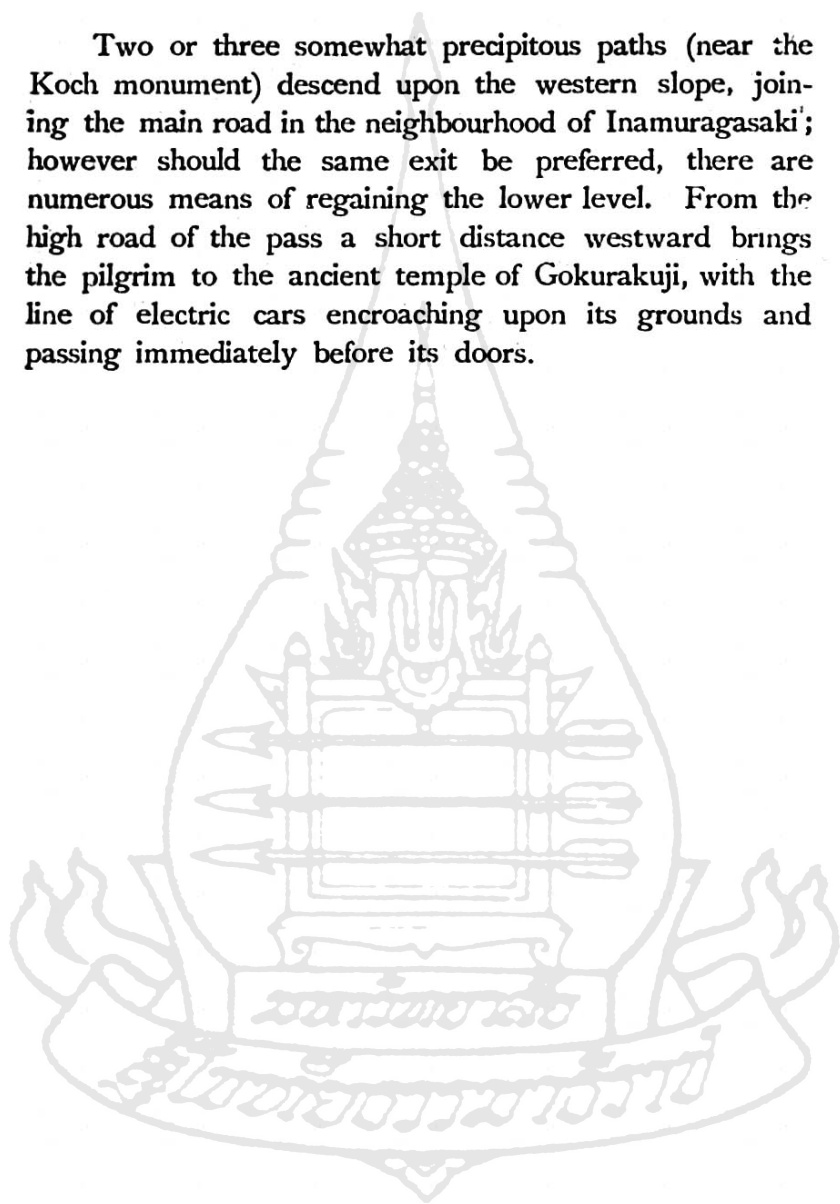 Two or three somewhat precipitous paths (near the
Koch monument) descend upon the western slope, join-
ing the main road in the neighbourhood of Inamuragasaki;
however should the same exit be preferred, there are
numerous means of regaining the lower level. From the
high road of the pass a short distance westward brings
the pilgrim to the ancient temple of Gokurakuji, with the
line of electric cars encroaching upon its grounds and
passing immediately before its doors.